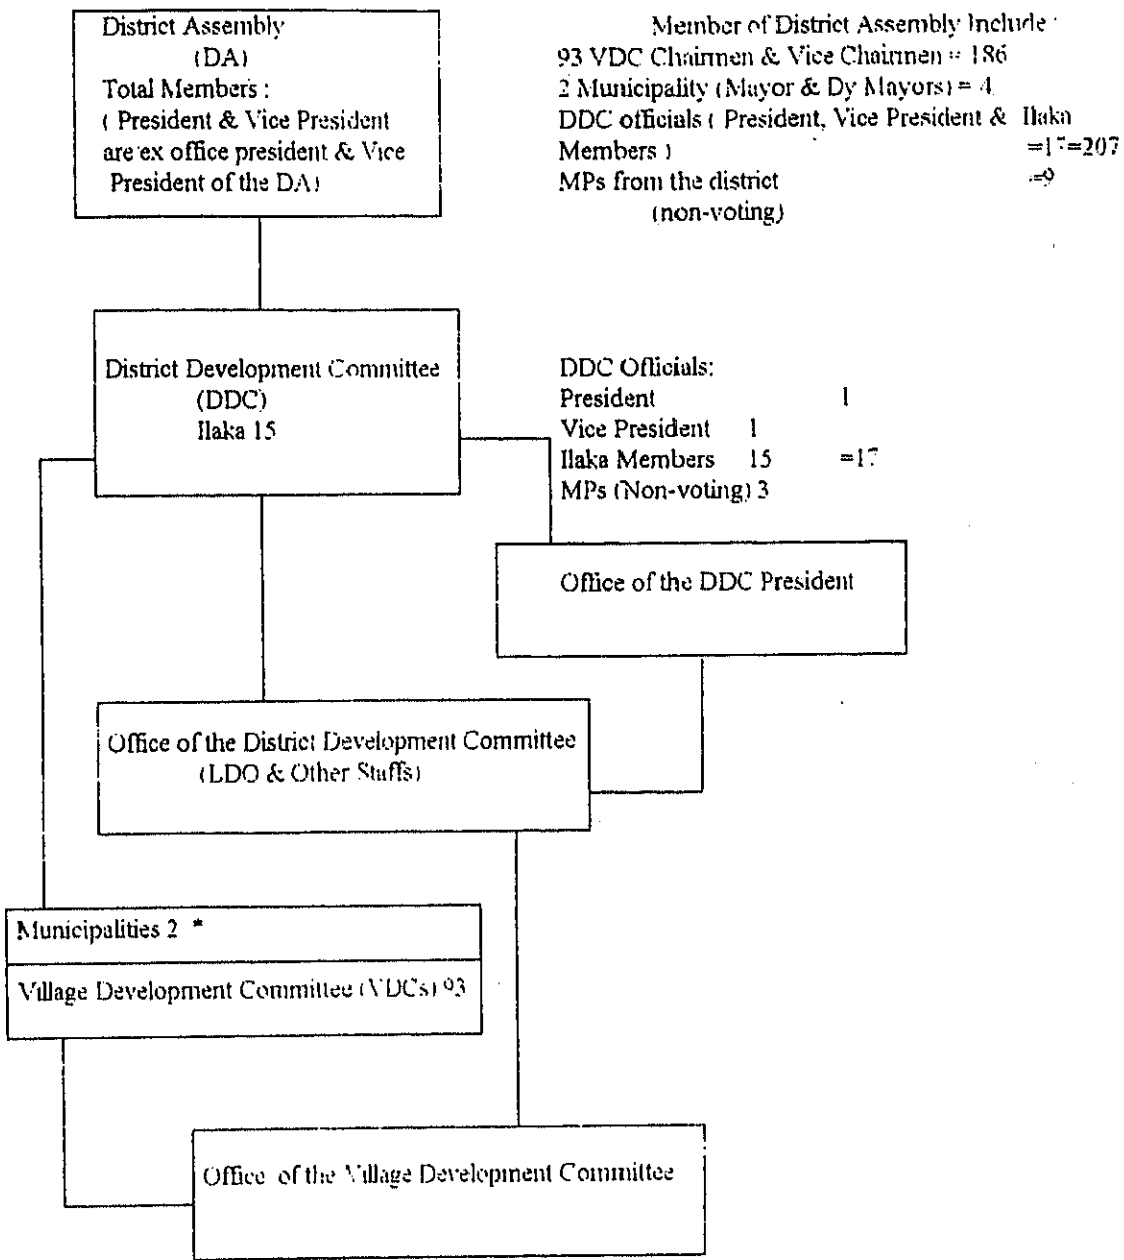 District Assembly
(DA)
Total Members :
( President & Vice President
are ex office president & Vice
President of the DA)
Member of District Assembly Include :
93 VDC Chairmen & Vice Chairmen = 186
2 Municipality (Mayor & Dy Mayors) = 4
DDC officials ( President, Vice President & Ilaka
Members ) =17=207
MPs from the district =9
(non-voting)
District Development Committee
(DDC)
Ilaka 15
DDC Officials:
President 1
Vice President 1
Ilaka Members 15 =17
MPs (Non-voting) 3
Office of the DDC President
Office of the District Development Committee
(LDO & Other Staffs)
Municipalities 2 *
Village Development Committee (VDCs) 93
Office of the Village Development Committee